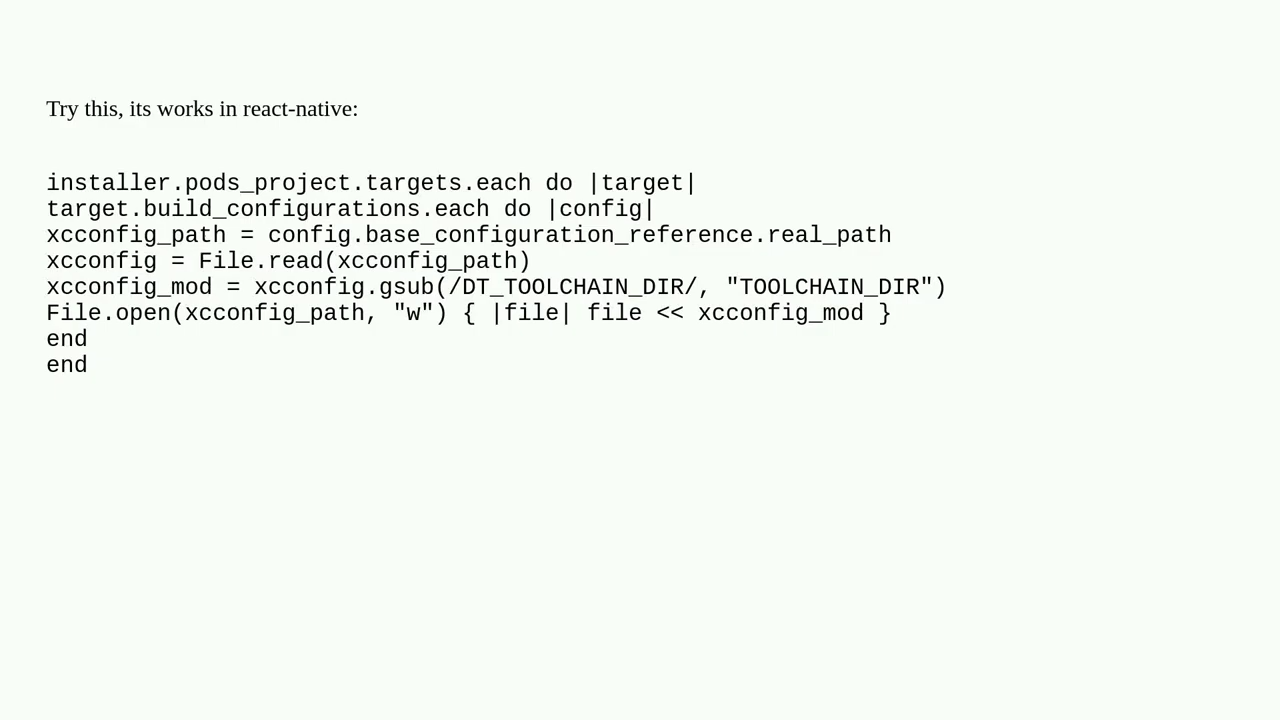 Try this, its works in react-native:
installer.pods_project.targets.each do |target|
target.build_configurations.each do |config|
xcconfig_path = config.base_configuration_reference.real_path
xcconfig = File.read(xcconfig_path)
xcconfig_mod = xcconfig.gsub(/DT_TOOLCHAIN_DIR/, "TOOLCHAIN_DIR")
File.open(xcconfig_path, "w") { |file| file << xcconfig_mod }
end
end